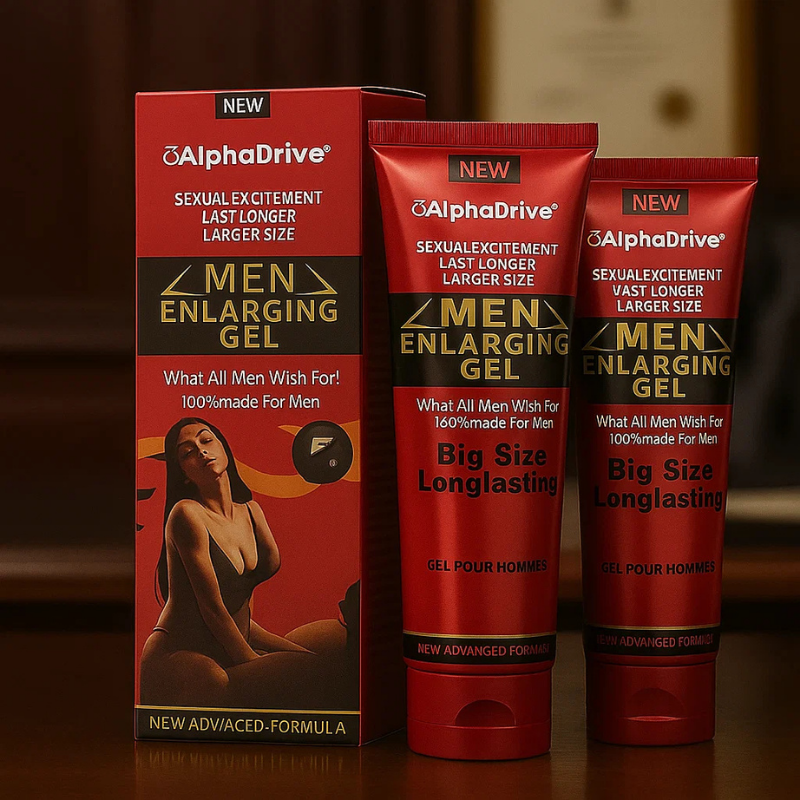 NEW
AlphaDrive®
SEXUAL EXCITEMENT
LAST LONGER
LARGER SIZE
MEN
ENLARGING
GEL
What All Men Wish For!
100%made For Men
NEW ADV/ACED-FORMULA
NEW
AlphaDrive®
SEXUALEXCITEMENT
LAST LONGER
LARGER SIZE
MEN
ENLARGING
GEL
What All Men Wish For
160%made For Men
Big Size
Longlasting
GEL POUR HOMMES
NEW ADVANGED
NEW
AlphaDrive®
SEXUALEXCITEMENT
VAST LONGER
LARGER SIZE
MEN
ENLARGING
GEL
What All Men Wish For
100%made For Men
Big Size
Longlasting
GEL POUR HOMMES
ADVANGED